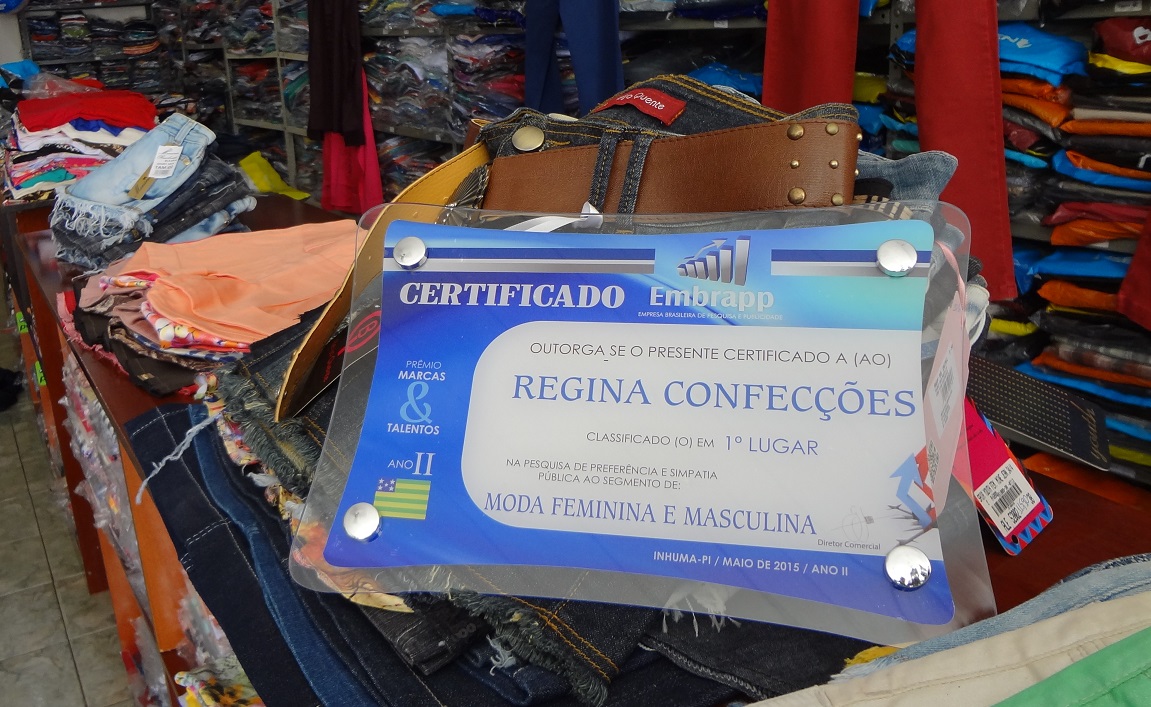 Quente
CERTIFICADO
Embrapp
EMPRESA BRASILEIRA DE PESQUISA E PUBLICIDADE
OUTORGA SE O PRESENTE CERTIFICADO A (AO)
REGINA CONFECÇÕES
PRÊMIO
MARCAS
&
TALENTOS
CLASSIFICADO (O) EM 1º LUGAR
NA PESQUISA DE PREFERÊNCIA E SIMPATIA
PÚBLICA AO SEGMENTO DE:
ANO II
MODA FEMININA E MASCULINA
Diretor Comercial
INHUMA-PI / MAIO DE 2015 / ANO II